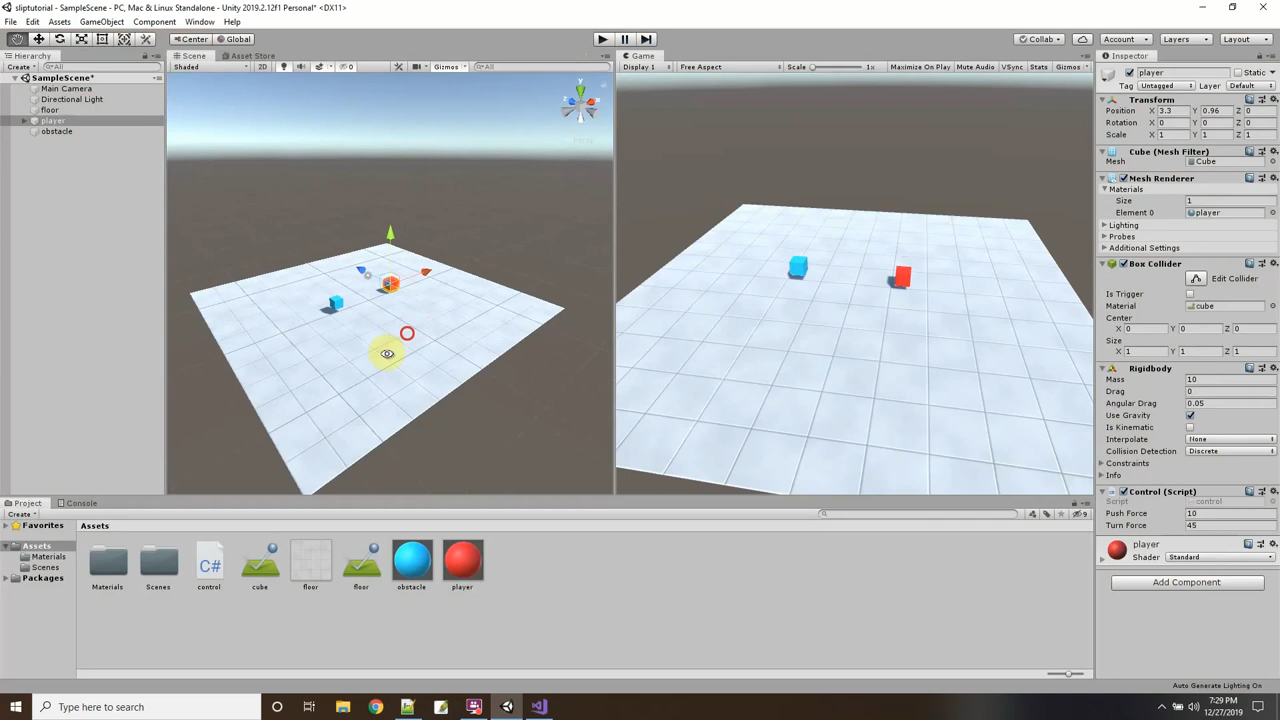 sliptutorial - SampleScene - PC, Mac & Linux Standalone - Unity 2019.2.12f1 Personal* <DX11>
File Edit Assets GameObject Component Window Help
Center Global Collab Account Layers Layout
Hierarchy
Create All
SampleScene*
Main Camera
Directional Light
floor
player
obstacle
Scene Asset Store
Shaded 2D 0 Gizmos All
y
x
z
Persp
Game
Display 1 Free Aspect Scale 1x Maximize On Play Mute Audio VSync Stats Gizmos
Inspector
player Static
Tag Untagged Layer Default
Transform
Position X 3.3 Y 0.96 Z 0
Rotation X 0 Y 0 Z 0
Scale X 1 Y 1 Z 1
Cube (Mesh Filter)
Mesh Cube
Mesh Renderer
Materials
Size 1
Element 0 player
Lighting
Probes
Additional Settings
Box Collider
Edit Collider
Is Trigger
Material cube
Center
X 0 Y 0 Z 0
Size
X 1 Y 1 Z 1
Rigidbody
Mass 10
Drag 0
Angular Drag 0.05
Use Gravity
Is Kinematic
Interpolate None
Collision Detection Discrete
Constraints
Info
Control (Script)
Script control
Push Force 10
Turn Force 45
player
Shader Standard
Add Component
Project Console
Create 9
Favorites
Assets
Materials
Scenes
Packages
Assets
C#
Materials Scenes control cube floor floor obstacle player
Auto Generate Lighting On
Type here to search
7:29 PM
12/27/2019